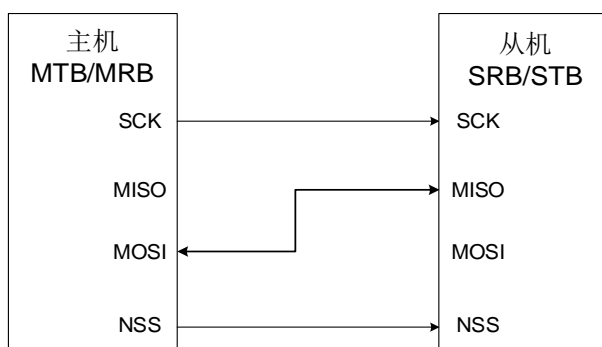 主机
MTB/MRB
SCK
MISO
MOSI
NSS
从机
SRB/STB
SCK
MISO
MOSI
NSS